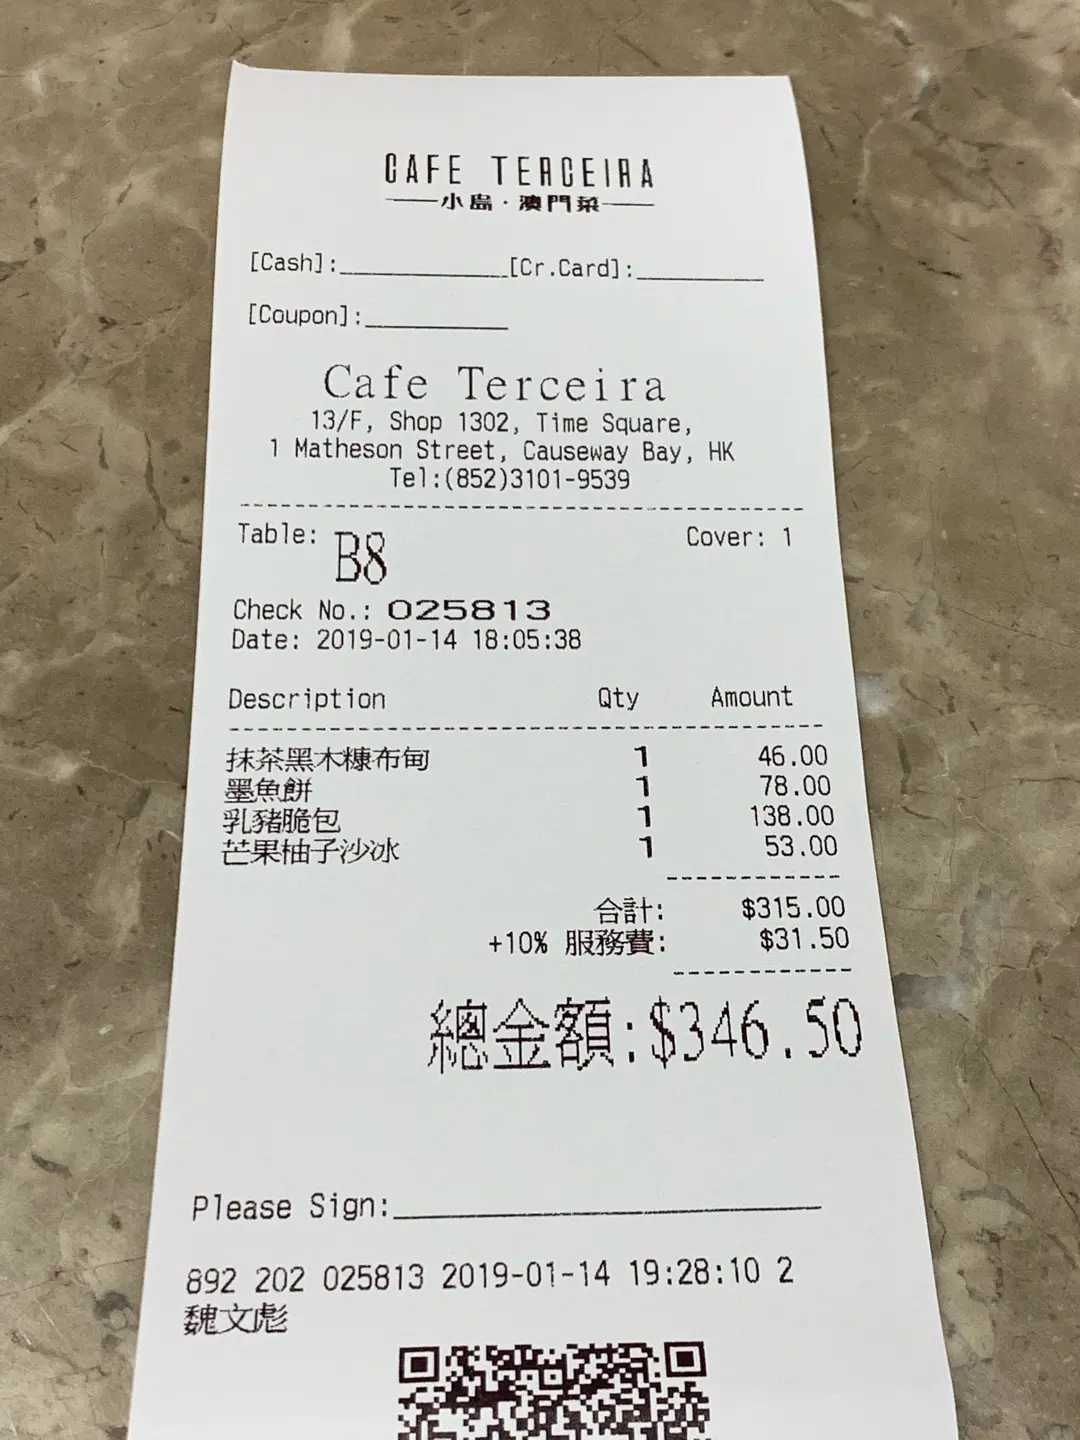 CAFE TERCEIRA
小島·澳門菜
[Cash]:____________[Cr.Card]:_________
[Coupon]:__________
Cafe Terceira
13/F, Shop 1302, Time Square,
1 Matheson Street, Causeway Bay, HK
Tel:(852)3101-9539
Table: B8 Cover: 1
Check No.: 025813
Date: 2019-01-14 18:05:38
Description Qty Amount
抹茶黑木糠布甸 1 46.00
墨魚餅 1 78.00
乳豬脆包 1 138.00
芒果柚子沙冰 1 53.00
合計: $315.00
+10% 服務費: $31.50
總金額:$346.50
Please Sign:______________________________
892 202 025813 2019-01-14 19:28:10 2
魏文彪